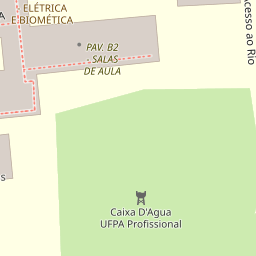 ELÉTRICA
E BIOMÉTICA
PAV. B2
SALAS
DE AULA
Acesso ao Rio
Caixa D'Agua
UFPA Profissional